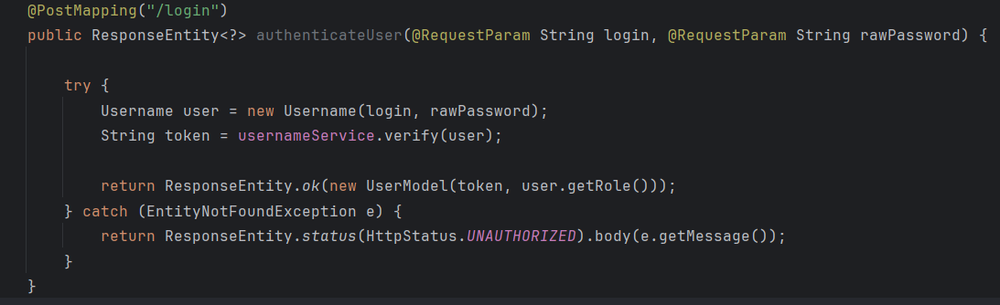 @PostMapping("/login")
public ResponseEntity<?> authenticateUser(@RequestParam String login, @RequestParam String rawPassword) {
try {
Username user = new Username(login, rawPassword);
String token = usernameService.verify(user);
return ResponseEntity.ok(new UserModel(token, user.getRole()));
} catch (EntityNotFoundException e) {
return ResponseEntity.status(HttpStatus.UNAUTHORIZED).body(e.getMessage());
}
}